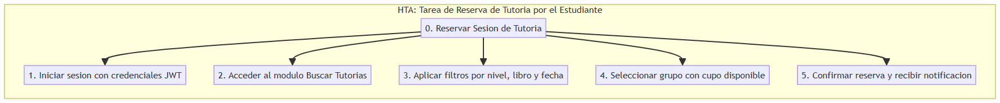 HTA: Tarea de Reserva de Tutoria por el Estudiante
0. Reservar Sesion de Tutoria
1. Iniciar sesion con credenciales JWT
2. Acceder al modulo Buscar Tutorias
3. Aplicar filtros por nivel, libro y fecha
4. Seleccionar grupo con cupo disponible
5. Confirmar reserva y recibir notificacion